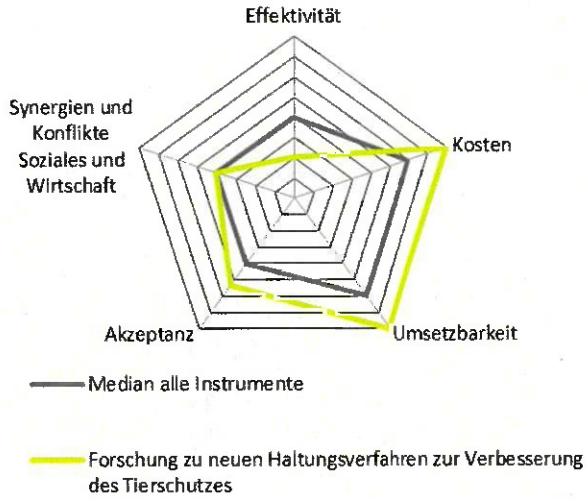 Effektivität
Synergien und
Konflikte
Soziales und
Wirtschaft
Kosten
Akzeptanz
Umsetzbarkeit
Median alle Instrumente
Forschung zu neuen Haltungsverfahren zur Verbesserung
des Tierschutzes